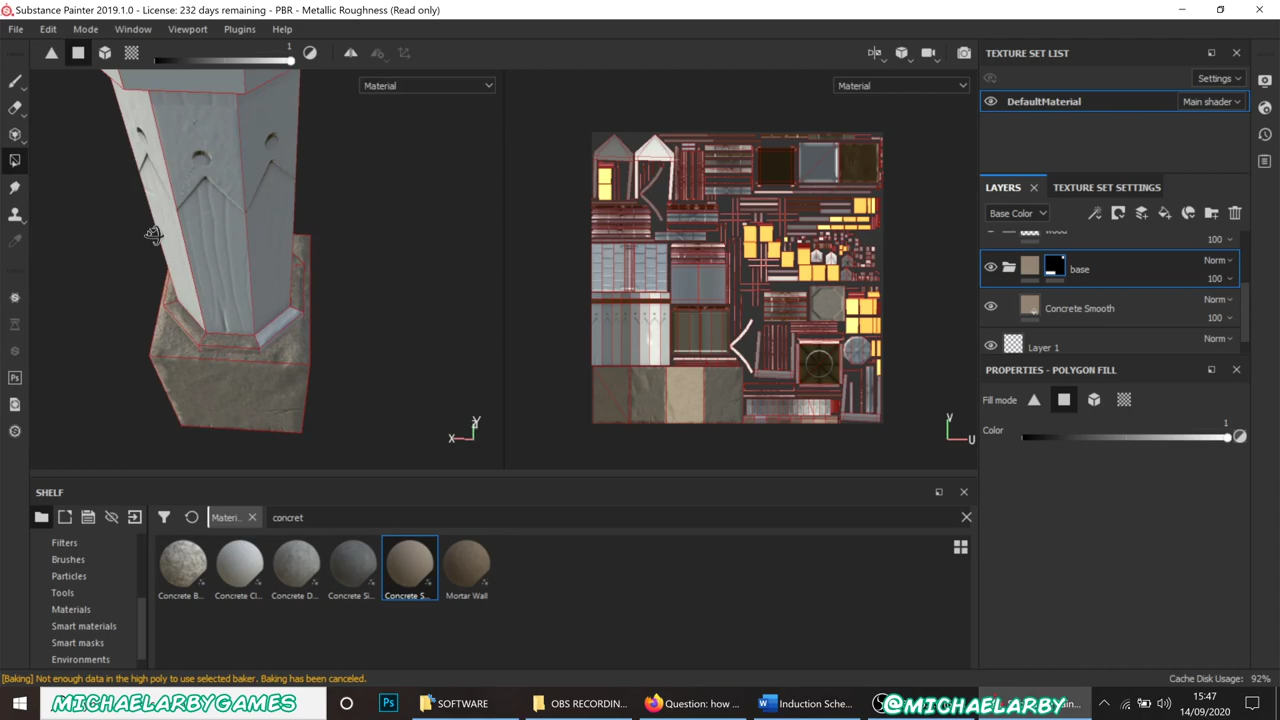 Substance Painter 2019.1.0 - License: 232 days remaining - PBR - Metallic Roughness (Read only)
File Edit Mode Window Viewport Plugins Help
1
Material
Material
X Y
V U
TEXTURE SET LIST
Settings
DefaultMaterial Main shader
LAYERS TEXTURE SET SETTINGS
Base Color
100
base Norm
100
Concrete Smooth Norm
100
Layer 1 Norm
PROPERTIES - POLYGON FILL
Fill mode
1
Color
SHELF
Materi... concret
Filters
Brushes
Particles
Tools
Materials
Smart materials
Smart masks
Environments
Concrete B... Concrete Cl... Concrete D... Concrete Si... Concrete S... Mortar Wall
[Baking] Not enough data in the high poly to use selected baker. Baking has been canceled.
Cache Disk Usage: 92%
MICHAELARBYGAMES
SOFTWARE
OBS RECORDIN...
Question: how ...
Induction Sche...
@MICHAELARBY
15:47
14/09/2020